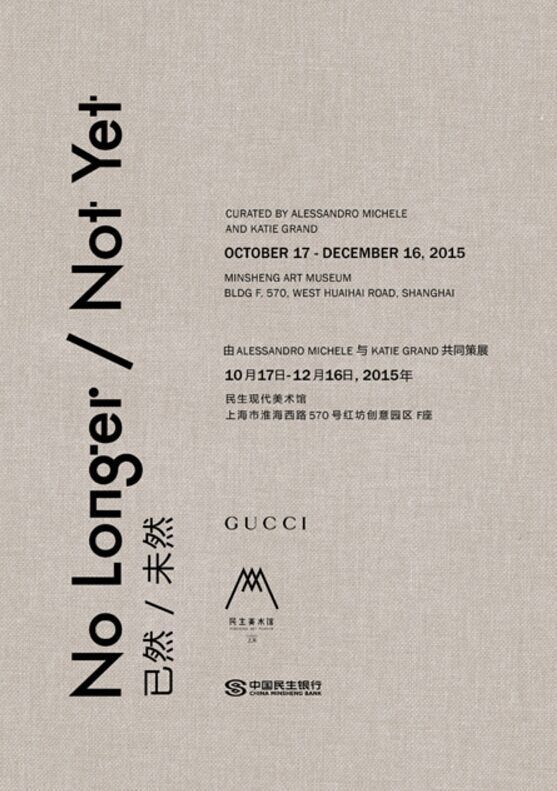 No Longer / Not Yet
已然 / 未然
CURATED BY ALESSANDRO MICHELE
AND KATIE GRAND
OCTOBER 17 - DECEMBER 16, 2015
MINSHENG ART MUSEUM
BLDG F, 570, WEST HUAIHAI ROAD, SHANGHAI
由 ALESSANDRO MICHELE 与 KATIE GRAND 共同策展
10月17日-12月16日, 2015年
民生现代美术馆
上海市淮海西路 570 号红坊创意园区 F座
GUCCI
民生美术馆
MINSHENG ART MUSEUM
中国民生银行
CHINA MINSHENG BANK